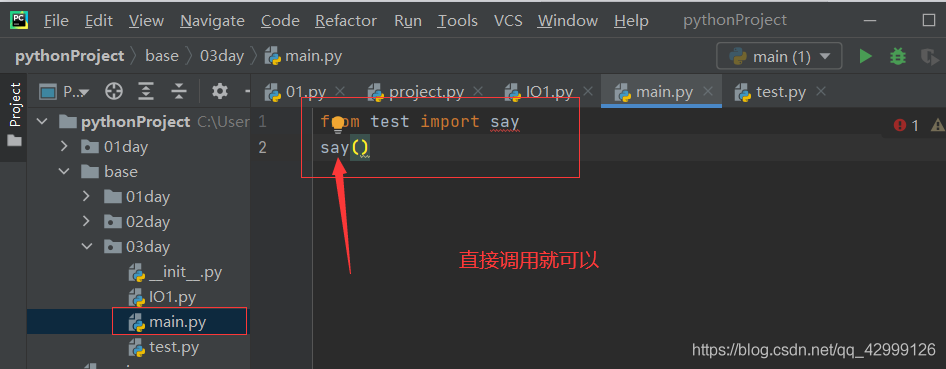 PC File Edit View Navigate Code Refactor Run Tools VCS Window Help pythonProject
pythonProject base 03day main.py main (1)
Project
P... 01.py project.py IO1.py main.py test.py
pythonProject C:\User
01day
base
01day
02day
03day
__init__.py
IO1.py
main.py
test.py
1 from test import say
2 say()
1
直接调用就可以
https://blog.csdn.net/qq_42999126